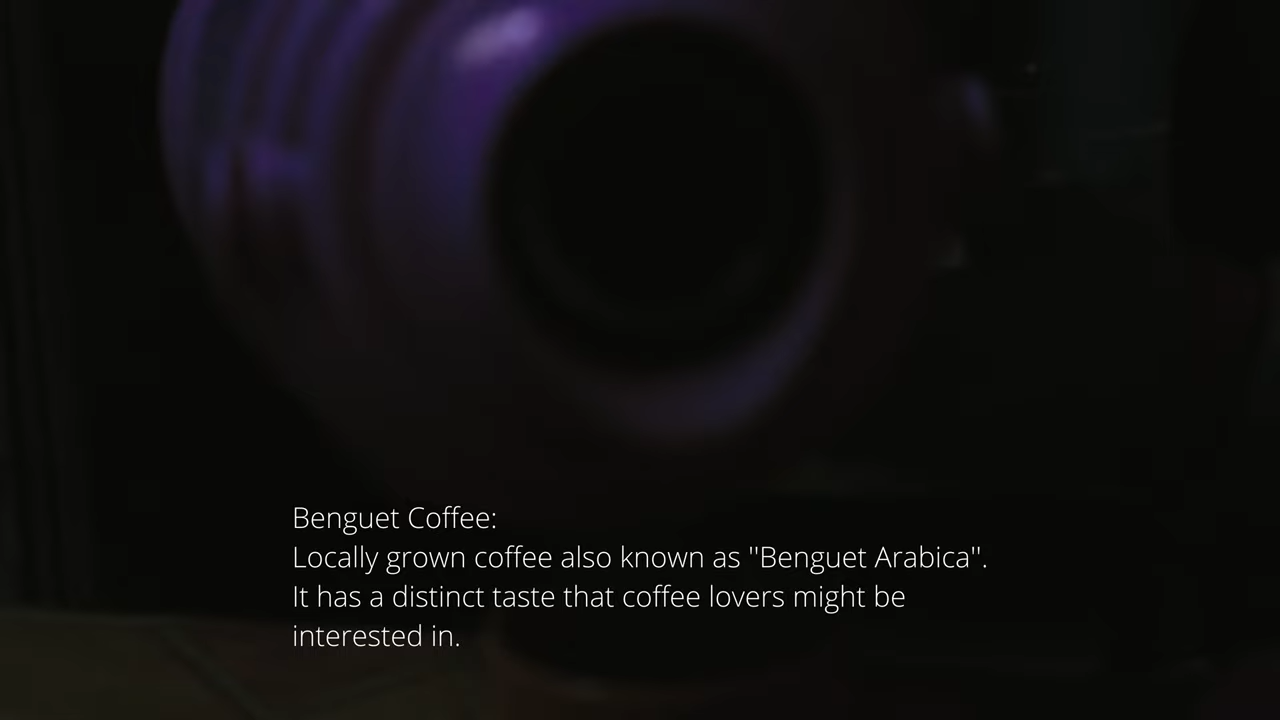 Benguet Coffee:
Locally grown coffee also known as "Benguet Arabica".
It has a distinct taste that coffee lovers might be
interested in.